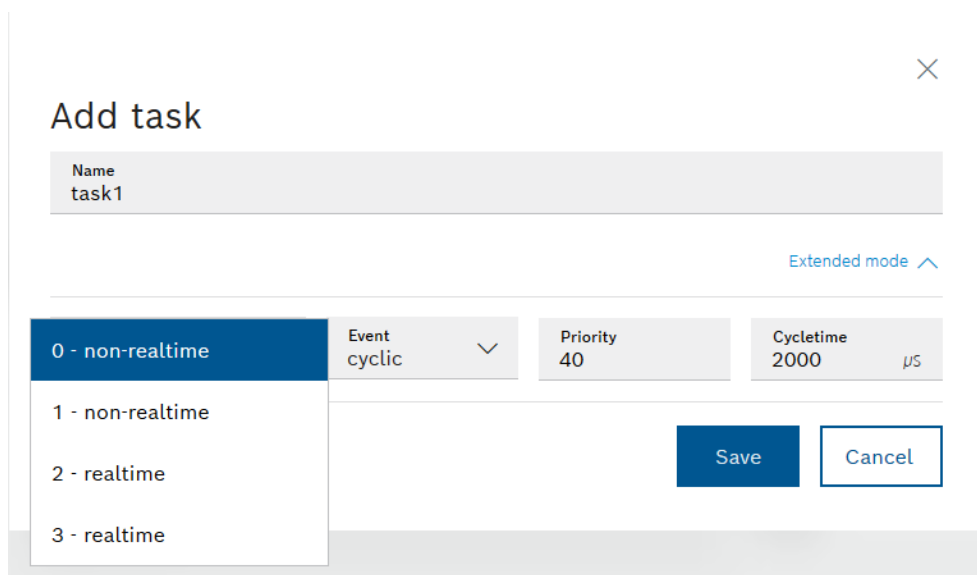 Add task
Name
task1
Extended mode
0 - non-realtime
1 - non-realtime
2 - realtime
3 - realtime
Event
cyclic
Priority
40
Cycletime
2000 µs
Save
Cancel